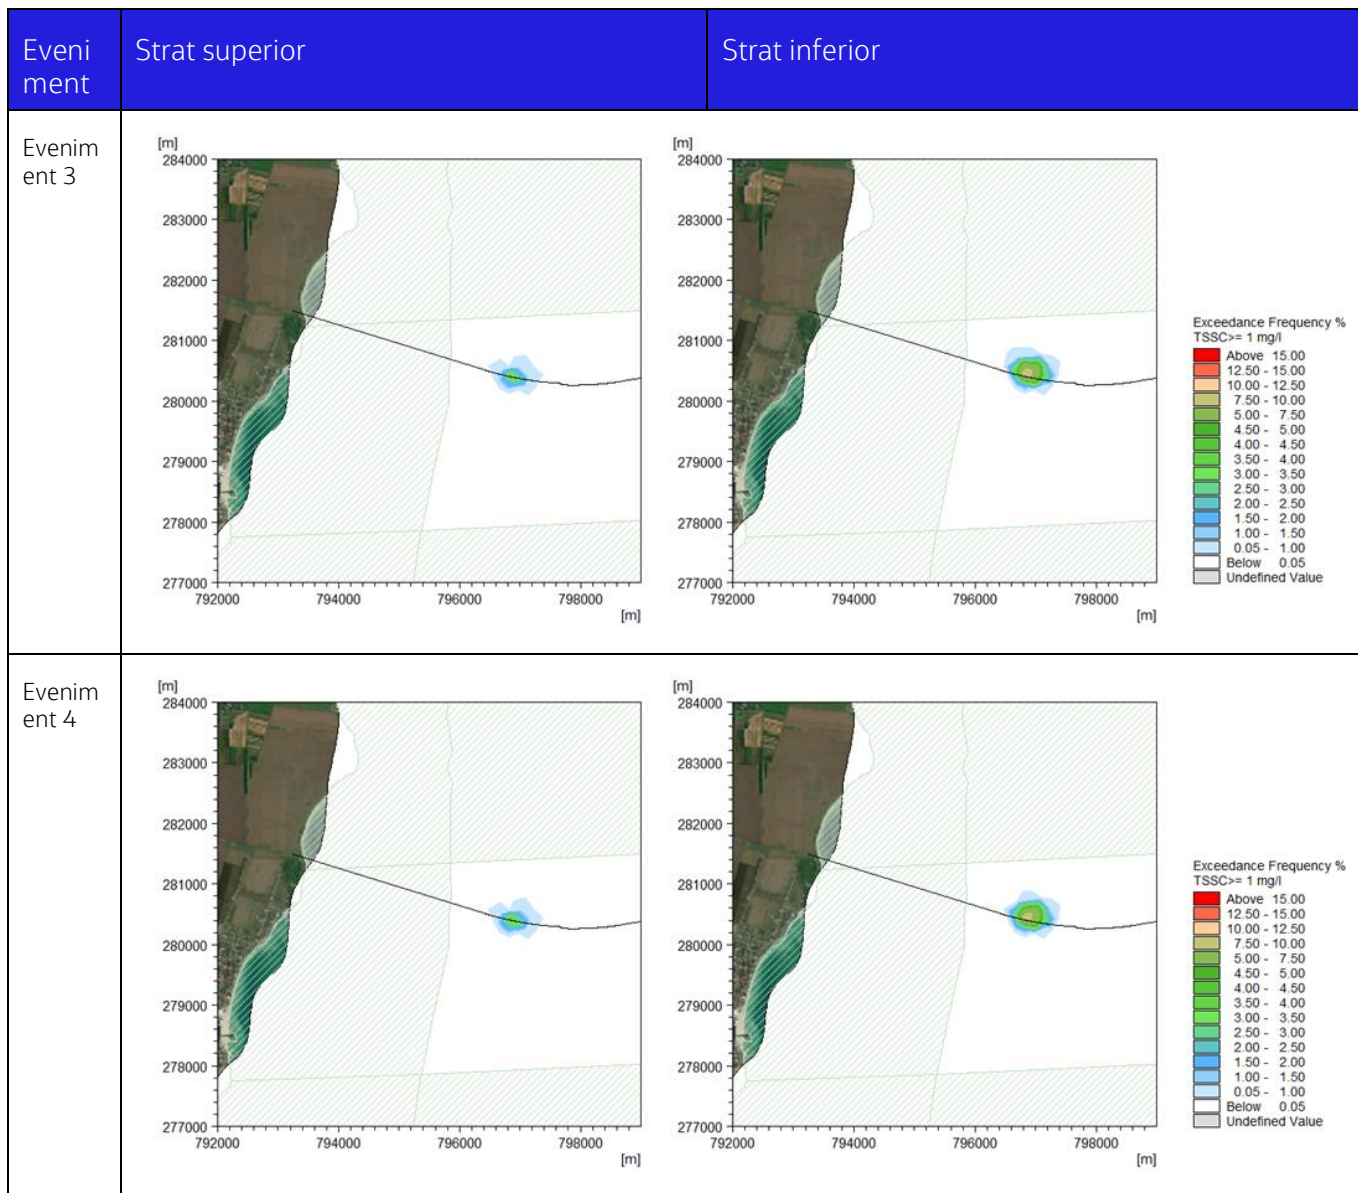 Eveni
ment
Strat superior
Strat inferior
Evenim
ent 3
[m]
284000
283000
282000
281000
280000
279000
278000
277000
792000 794000 796000 798000
[m]
[m]
284000
283000
282000
281000
280000
279000
278000
277000
792000 794000 796000 798000
[m]
Exceedance Frequency %
TSSC>= 1 mg/l
Above 15.00
12.50 - 15.00
10.00 - 12.50
7.50 - 10.00
5.00 - 7.50
4.50 - 5.00
4.00 - 4.50
3.50 - 4.00
3.00 - 3.50
2.50 - 3.00
2.00 - 2.50
1.50 - 2.00
1.00 - 1.50
0.05 - 1.00
Below 0.05
Undefined Value
Evenim
ent 4
[m]
284000
283000
282000
281000
280000
279000
278000
277000
792000 794000 796000 798000
[m]
[m]
284000
283000
282000
281000
280000
279000
278000
277000
792000 794000 796000 798000
[m]
Exceedance Frequency %
TSSC>= 1 mg/l
Above 15.00
12.50 - 15.00
10.00 - 12.50
7.50 - 10.00
5.00 - 7.50
4.50 - 5.00
4.00 - 4.50
3.50 - 4.00
3.00 - 3.50
2.50 - 3.00
2.00 - 2.50
1.50 - 2.00
1.00 - 1.50
0.05 - 1.00
Below 0.05
Undefined Value